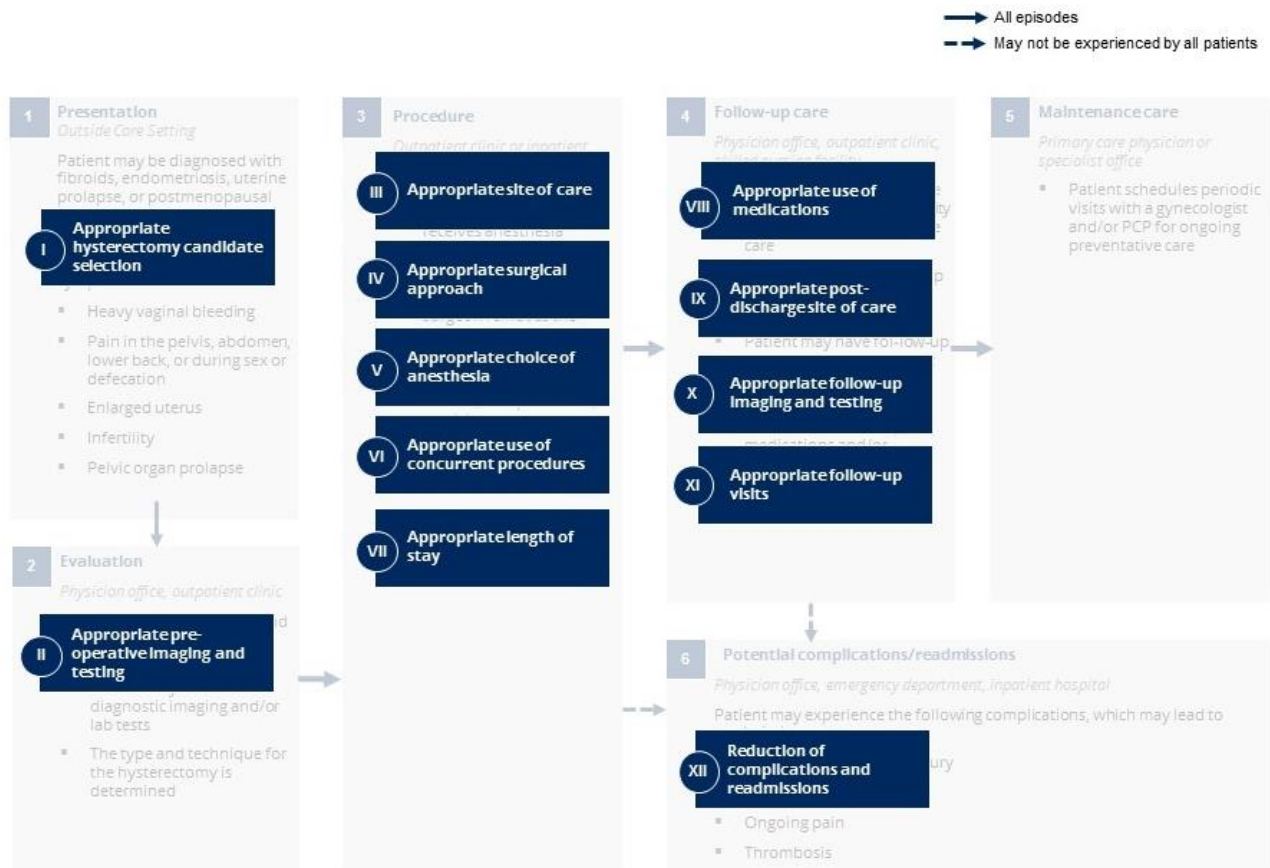 All episodes
May not be experienced by all patients
1
Presentation
Outside Care Setting
Patient may be diagnosed with
fibroids, endometriosis, uterine
prolapse, or postmenopausal
I
Appropriate
hysterectomy candidate
selection
▪ Heavy vaginal bleeding
▪ Pain in the pelvis, abdomen,
lower back, or during sex or
defecation
▪ Enlarged uterus
▪ Infertility
▪ Pelvic organ prolapse
2
Evaluation
Physician office, outpatient clinic
II
Appropriate pre-
operative imaging and
testing
diagnostic imaging and/or
lab tests
▪ The type and technique for
the hysterectomy is
determined
3
Procedure
Outpatient clinic or inpatient
III
Appropriate site of care
receives anesthesia
IV
Appropriate surgical
approach
V
Appropriate choice of
anesthesia
VI
Appropriate use of
concurrent procedures
VII
Appropriate length of
stay
4
Follow-up care
Physician office, outpatient clinic,
VIII
Appropriate use of
medications
care
IX
Appropriate post-
discharge site of care
▪ Patient may have fol-low-up
X
Appropriate follow-up
imaging and testing
medications and/or
XI
Appropriate follow-up
visits
5
Maintenance care
Primary care physician or
specialist office
▪ Patient schedules periodic
visits with a gynecologist
and/or PCP for ongoing
preventative care
6
Potential complications/readmissions
Physician office, emergency department, inpatient hospital
Patient may experience the following complications, which may lead to
XII
Reduction of
complications and
readmissions
▪ Ongoing pain
▪ Thrombosis